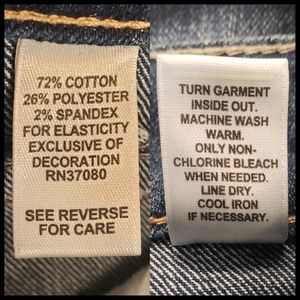 72% COTTON
26% POLYESTER
2% SPANDEX
FOR ELASTICITY
EXCLUSIVE OF
DECORATION
RN37080
SEE REVERSE
FOR CARE
TURN GARMENT
INSIDE OUT.
MACHINE WASH
WARM.
ONLY NON-
CHLORINE BLEACH
WHEN NEEDED.
LINE DRY.
COOL IRON
IF NECESSARY.